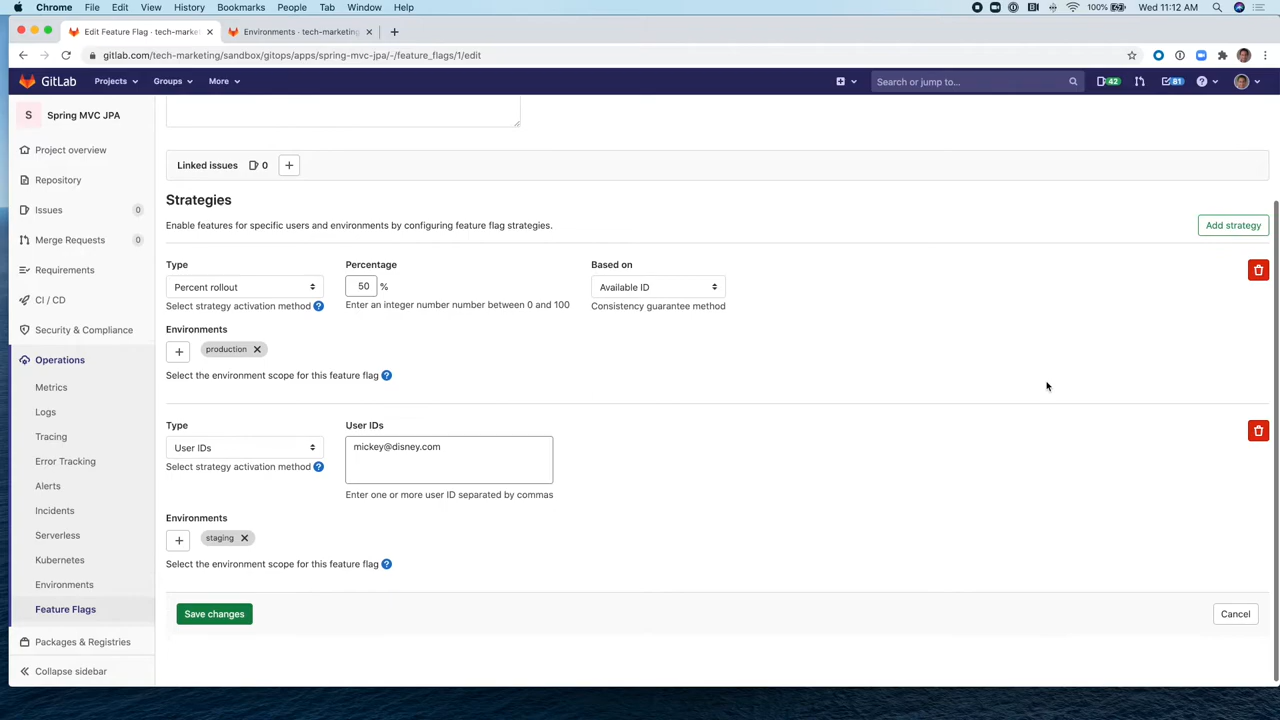 Chrome File Edit View History Bookmarks People Tab Window Help 100% Wed 11:12 AM
Edit Feature Flag · tech-marke Environments · tech-marketing
gitlab.com/tech-marketing/sandbox/gitops/apps/spring-mvc-jpa/-/feature_flags/1/edit
GitLab Projects Groups More Search or jump to... 42 81
S Spring MVC JPA
Project overview
Repository
Issues 0
Merge Requests 0
Requirements
CI / CD
Security & Compliance
Operations
Metrics
Logs
Tracing
Error Tracking
Alerts
Incidents
Serverless
Kubernetes
Environments
Feature Flags
Packages & Registries
Collapse sidebar
Linked issues 0
Strategies
Enable features for specific users and environments by configuring feature flag strategies.
Add strategy
Type Percentage Based on
Percent rollout 50 % Available ID
Select strategy activation method ? Enter an integer number number between 0 and 100 Consistency guarantee method
Environments
production
Select the environment scope for this feature flag ?
Type User IDs
User IDs mickey@disney.com
Select strategy activation method ?
Enter one or more user ID separated by commas
Environments
staging
Select the environment scope for this feature flag ?
Save changes Cancel